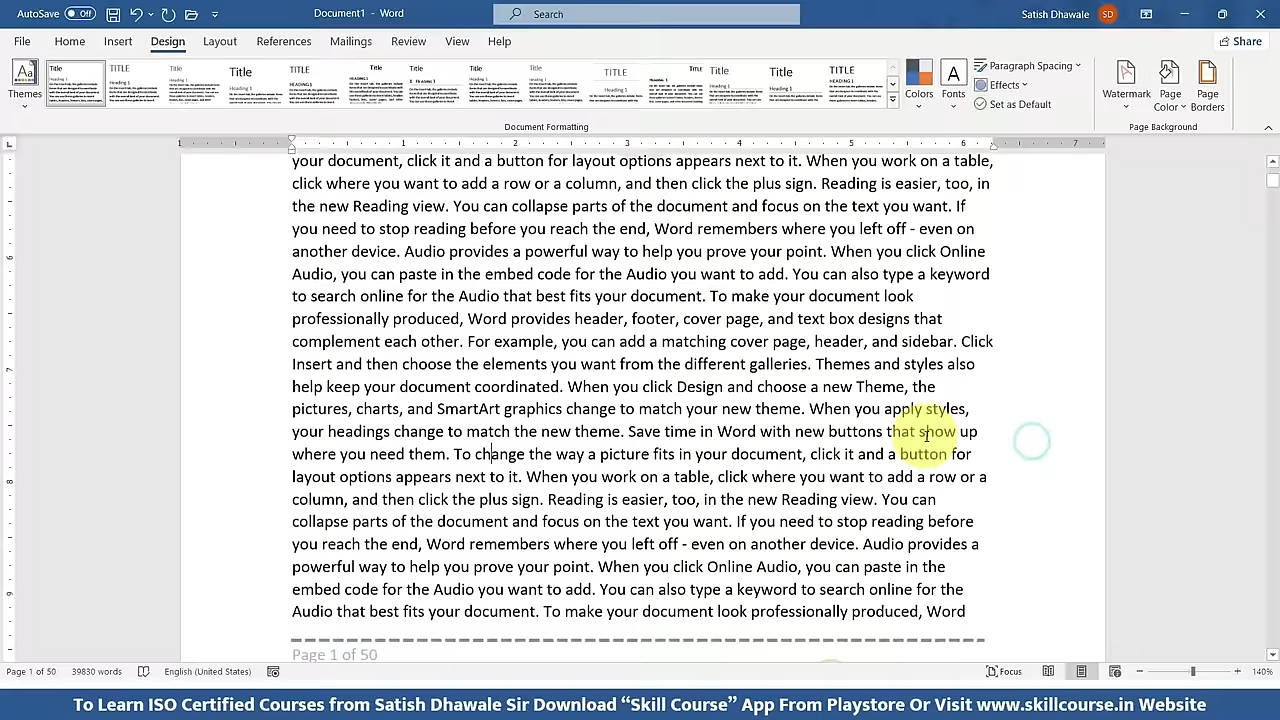 AutoSave Off Document1 - Word Search Satish Dhawale SD
File Home Insert Design Layout References Mailings Review View Help Share
Themes Colors Fonts Paragraph Spacing Effects Set as Default Watermark Page Color Page Borders
Document Formatting Page Background
your document, click it and a button for layout options appears next to it. When you work on a table,
click where you want to add a row or a column, and then click the plus sign. Reading is easier, too, in
the new Reading view. You can collapse parts of the document and focus on the text you want. If
you need to stop reading before you reach the end, Word remembers where you left off - even on
another device. Audio provides a powerful way to help you prove your point. When you click Online
Audio, you can paste in the embed code for the Audio you want to add. You can also type a keyword
to search online for the Audio that best fits your document. To make your document look
professionally produced, Word provides header, footer, cover page, and text box designs that
complement each other. For example, you can add a matching cover page, header, and sidebar. Click
Insert and then choose the elements you want from the different galleries. Themes and styles also
help keep your document coordinated. When you click Design and choose a new Theme, the
pictures, charts, and SmartArt graphics change to match your new theme. When you apply styles,
your headings change to match the new theme. Save time in Word with new buttons that show up
where you need them. To change the way a picture fits in your document, click it and a button for
layout options appears next to it. When you work on a table, click where you want to add a row or a
column, and then click the plus sign. Reading is easier, too, in the new Reading view. You can
collapse parts of the document and focus on the text you want. If you need to stop reading before
you reach the end, Word remembers where you left off - even on another device. Audio provides a
powerful way to help you prove your point. When you click Online Audio, you can paste in the
embed code for the Audio you want to add. You can also type a keyword to search online for the
Audio that best fits your document. To make your document look professionally produced, Word
Page 1 of 50
Page 1 of 50 39830 words English (United States) Focus 140%
To Learn ISO Certified Courses from Satish Dhawale Sir Download “Skill Course” App From Playstore Or Visit www.skillcourse.in Website